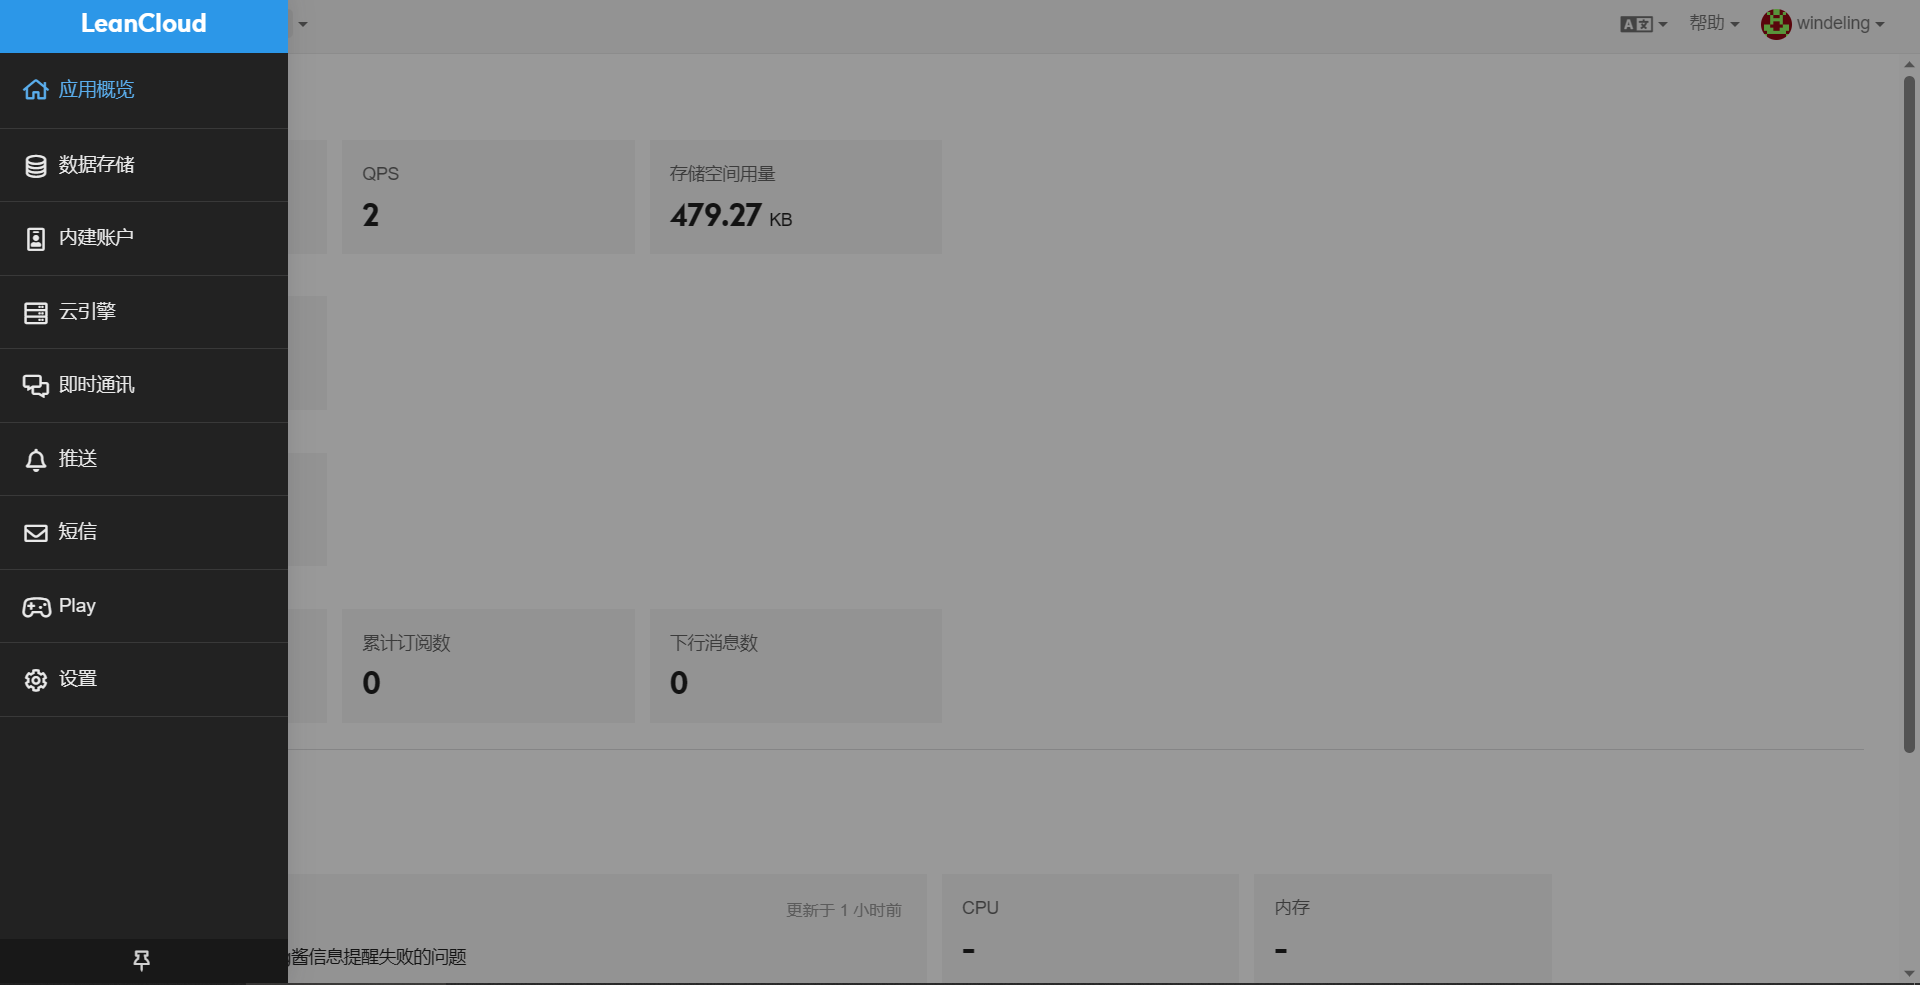 LeanCloud
帮助
windeling
应用概览
数据存储
内建账户
云引擎
即时通讯
推送
短信
Play
设置
QPS
2
存储空间用量
479.27 KB
累计订阅数
0
下行消息数
0
更新于 1 小时前
酱信息提醒失败的问题
CPU
-
内存
-